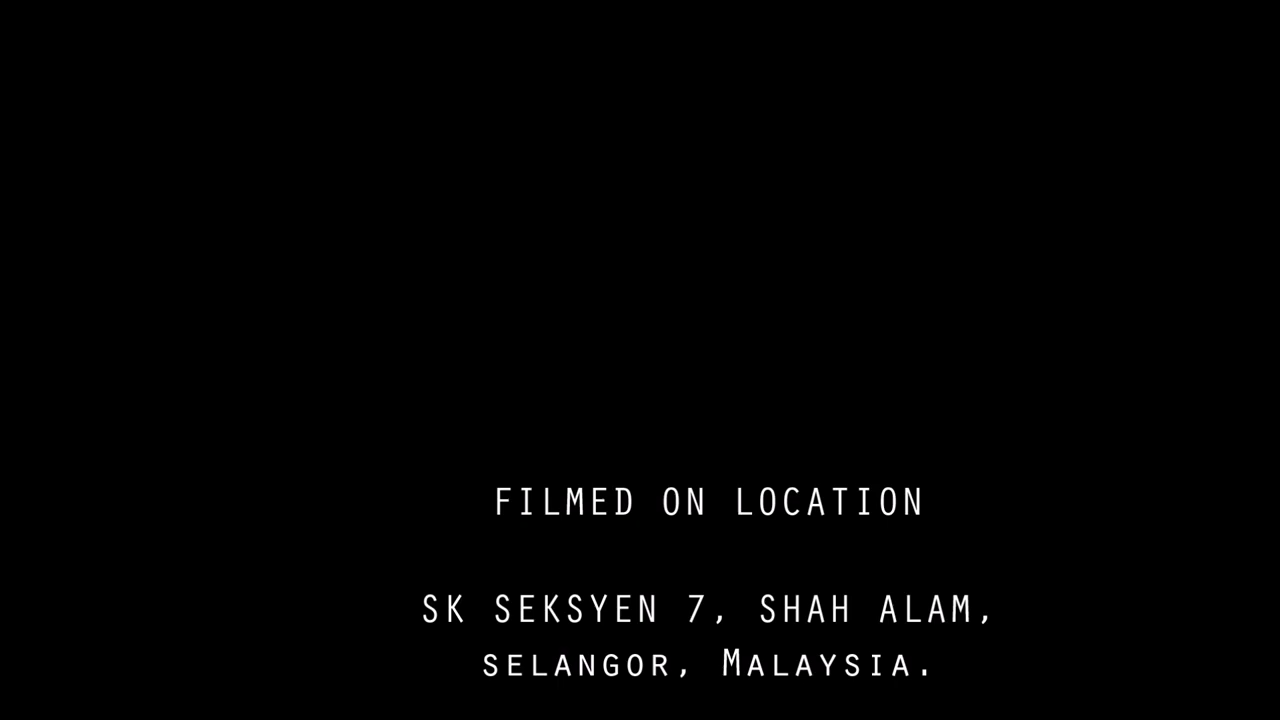 FILMED ON LOCATION
SK SEKSYEN 7, SHAH ALAM,
SELANGOR, MALAYSIA.